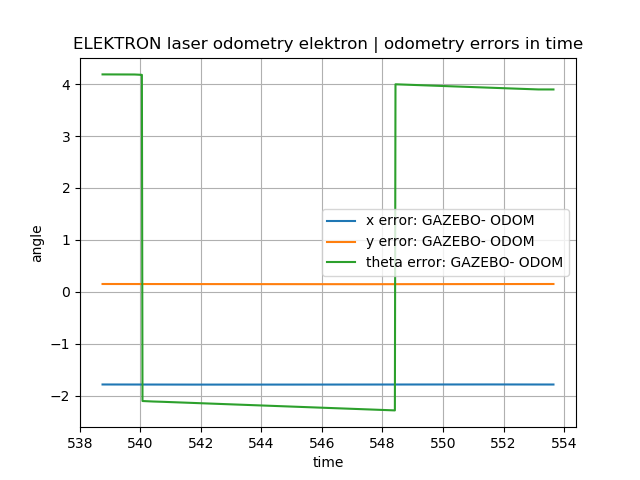 ELEKTRON laser odometry elektron | odometry errors in time
angle
4
3
2
1
0
−1
−2
x error: GAZEBO- ODOM
y error: GAZEBO- ODOM
theta error: GAZEBO- ODOM
538 540 542 544 546 548 550 552 554
time